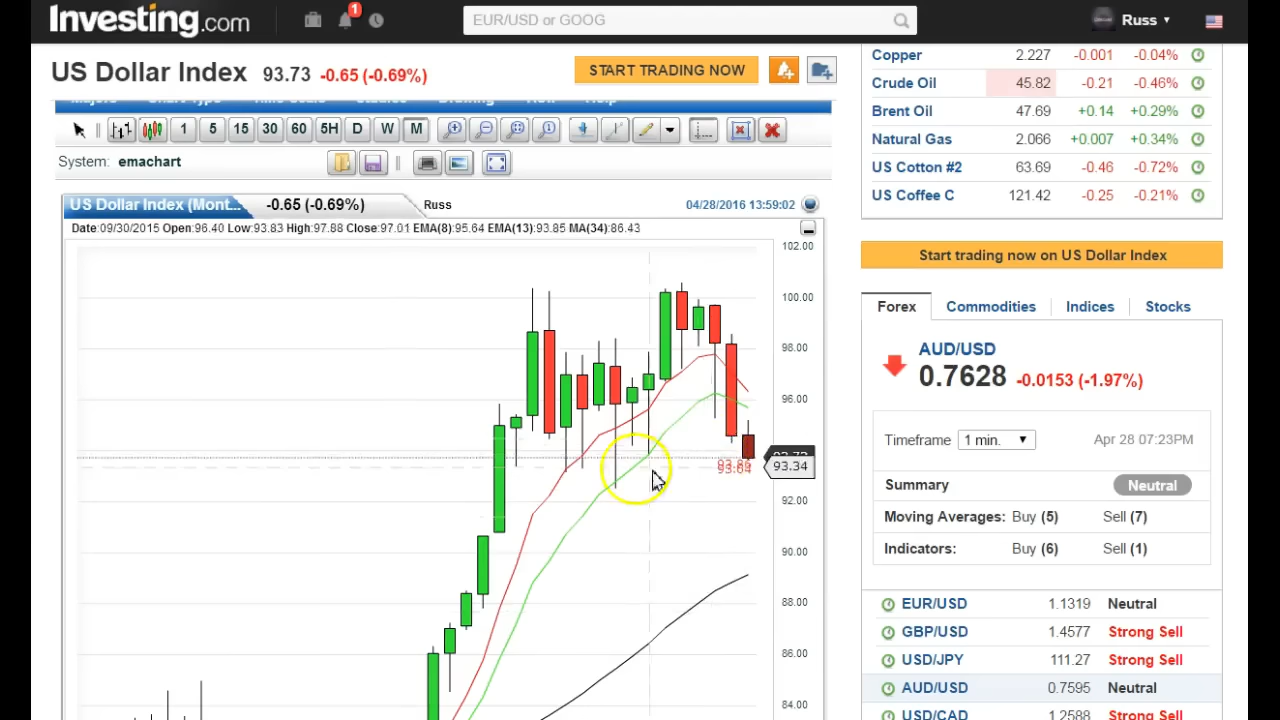 Investing.com
1
EUR/USD or GOOG
Russ
US Dollar Index 93.73 -0.65 (-0.69%)
START TRADING NOW
1 5 15 30 60 5H D W M
System: emachart
US Dollar Index (Mont... -0.65 (-0.69%) Russ 04/28/2016 13:59:02
Date:09/30/2015 Open:96.40 Low:93.83 High:97.88 Close:97.01 EMA(8):95.64 EMA(13):93.85 MA(34):86.43
102.00
100.00
98.00
96.00
93.34
92.00
90.00
88.00
86.00
84.00
Copper 2.227 -0.001 -0.04%
Crude Oil 45.82 -0.21 -0.46%
Brent Oil 47.69 +0.14 +0.29%
Natural Gas 2.066 +0.007 +0.34%
US Cotton #2 63.69 -0.46 -0.72%
US Coffee C 121.42 -0.25 -0.21%
Start trading now on US Dollar Index
Forex Commodities Indices Stocks
AUD/USD
0.7628 -0.0153 (-1.97%)
Timeframe 1 min. Apr 28 07:23PM
Summary Neutral
Moving Averages: Buy (5) Sell (7)
Indicators: Buy (6) Sell (1)
EUR/USD 1.1319 Neutral
GBP/USD 1.4577 Strong Sell
USD/JPY 111.27 Strong Sell
AUD/USD 0.7595 Neutral
USD/CAD 1.2588 Strong Sell